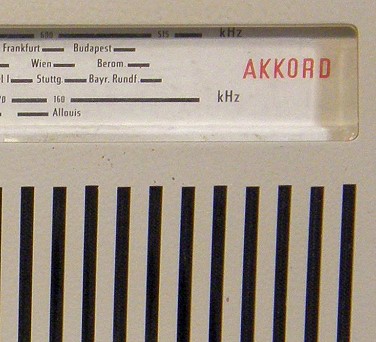 600 515 kHz
Frankfurt Budapest
Wien Berom.
Stuttg. Bayr. Rundf.
AKKORD
160 kHz
Allouis